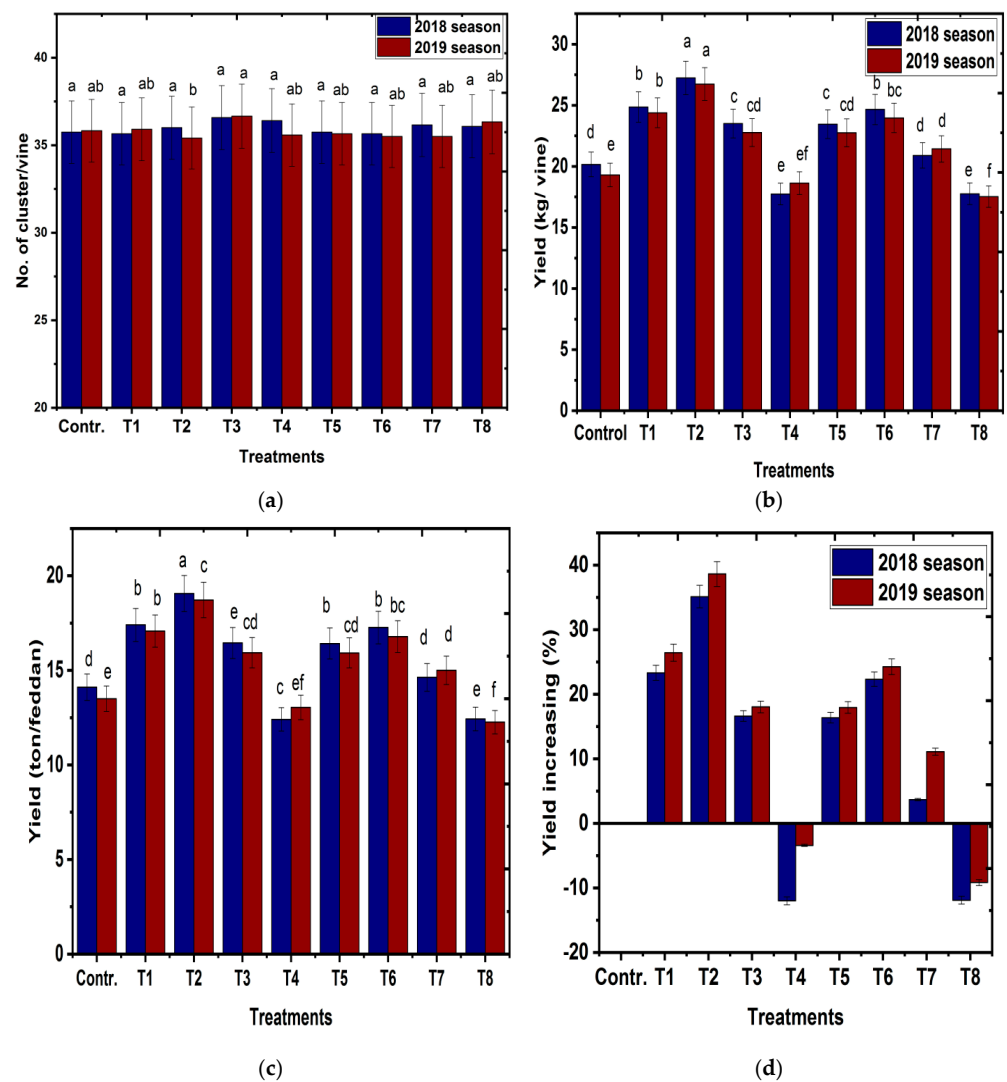 2018 season
2019 season
a ab a ab a b a a a ab a ab a ab a ab a ab
40
35
30
25
20
No. of cluster/vine
Contr. T1 T2 T3 T4 T5 T6 T7 T8
Treatments
(a)
2018 season
2019 season
d e b b a a c cd e ef c cd b bc d d e f
30
25
20
15
10
5
0
Yield (kg/ vine)
Control T1 T2 T3 T4 T5 T6 T7 T8
Treatments
(b)
d e b b a c e cd c ef b cd b bc d d e f
20
15
10
5
0
Yield (ton/feddan)
Contr. T1 T2 T3 T4 T5 T6 T7 T8
Treatments
(c)
2018 season
2019 season
40
30
20
10
0
-10
-20
Yield increasing (%)
Contr. T1 T2 T3 T4 T5 T6 T7 T8
Treatments
(d)